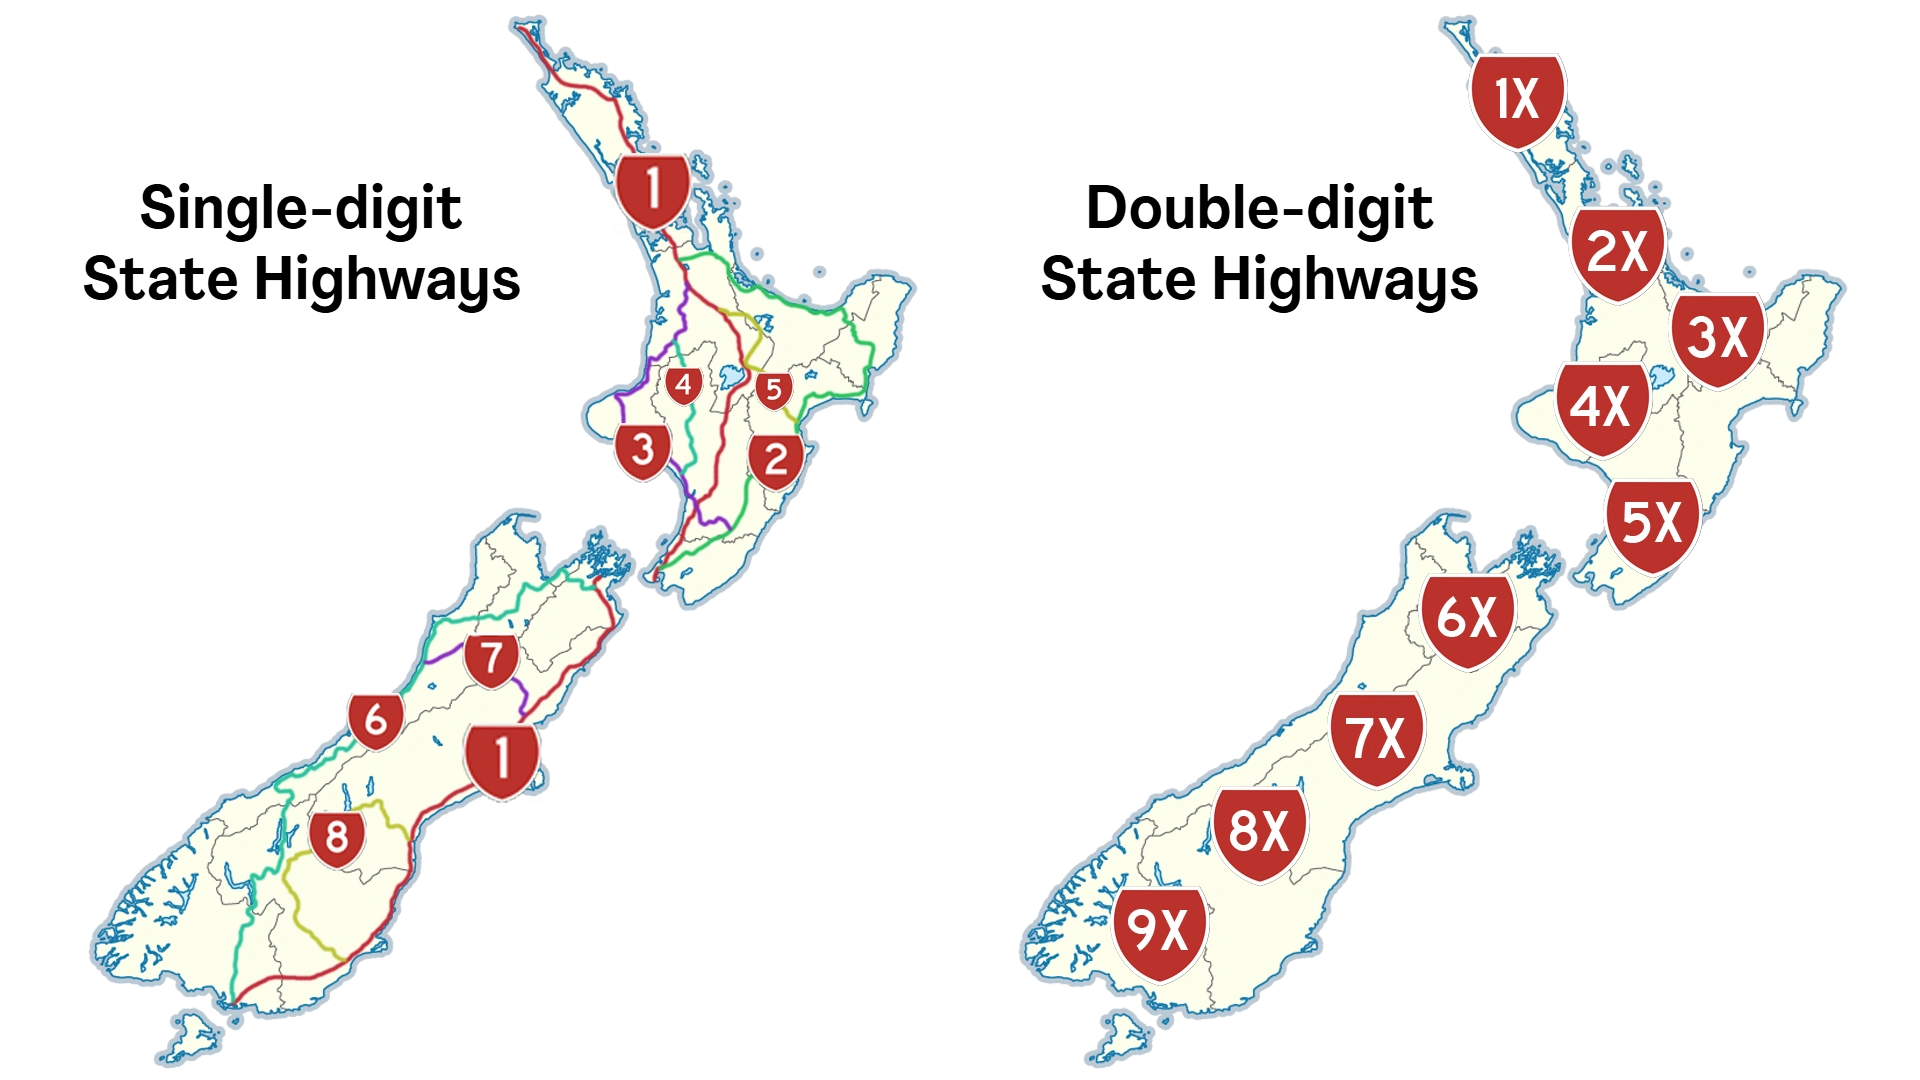 Single-digit
State Highways
1
4
5
3
2
7
6
1
8
Double-digit
State Highways
1X
2X
3X
4X
5X
6X
7X
8X
9X